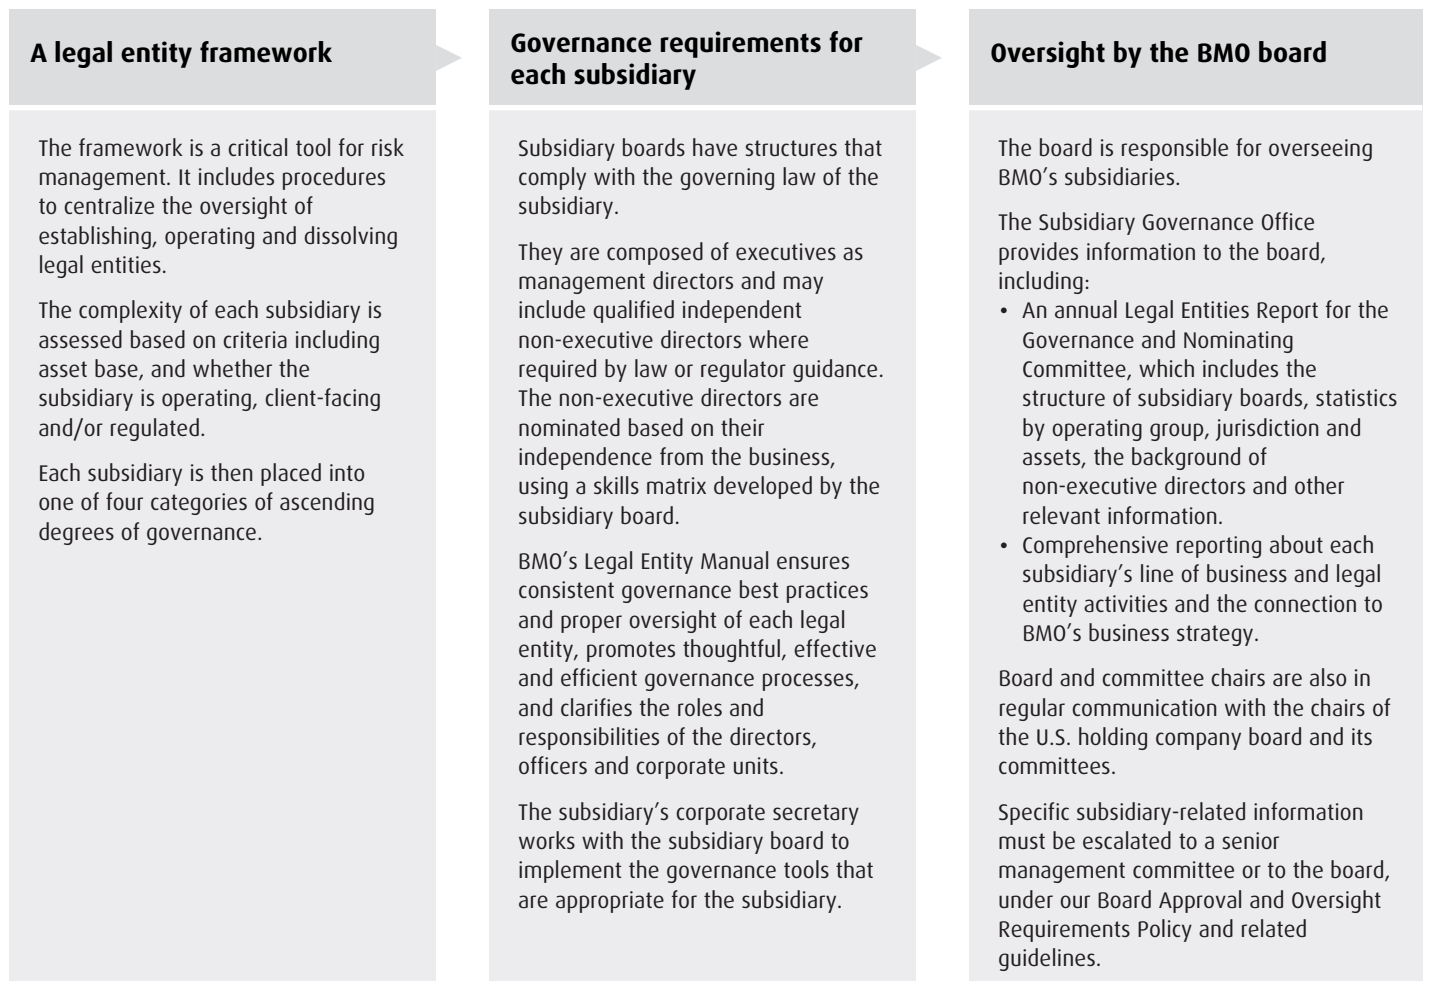 A legal entity framework
The framework is a critical tool for risk
management. It includes procedures
to centralize the oversight of
establishing, operating and dissolving
legal entities.
The complexity of each subsidiary is
assessed based on criteria including
asset base, and whether the
subsidiary is operating, client-facing
and/or regulated.
Each subsidiary is then placed into
one of four categories of ascending
degrees of governance.
Governance requirements for
each subsidiary
Subsidiary boards have structures that
comply with the governing law of the
subsidiary.
They are composed of executives as
management directors and may
include qualified independent
non-executive directors where
required by law or regulator guidance.
The non-executive directors are
nominated based on their
independence from the business,
using a skills matrix developed by the
subsidiary board.
BMO’s Legal Entity Manual ensures
consistent governance best practices
and proper oversight of each legal
entity, promotes thoughtful, effective
and efficient governance processes,
and clarifies the roles and
responsibilities of the directors,
officers and corporate units.
The subsidiary’s corporate secretary
works with the subsidiary board to
implement the governance tools that
are appropriate for the subsidiary.
Oversight by the BMO board
The board is responsible for overseeing
BMO’s subsidiaries.
The Subsidiary Governance Office
provides information to the board,
including:
• An annual Legal Entities Report for the
Governance and Nominating
Committee, which includes the
structure of subsidiary boards, statistics
by operating group, jurisdiction and
assets, the background of
non-executive directors and other
relevant information.
• Comprehensive reporting about each
subsidiary’s line of business and legal
entity activities and the connection to
BMO’s business strategy.
Board and committee chairs are also in
regular communication with the chairs of
the U.S. holding company board and its
committees.
Specific subsidiary-related information
must be escalated to a senior
management committee or to the board,
under our Board Approval and Oversight
Requirements Policy and related
guidelines.